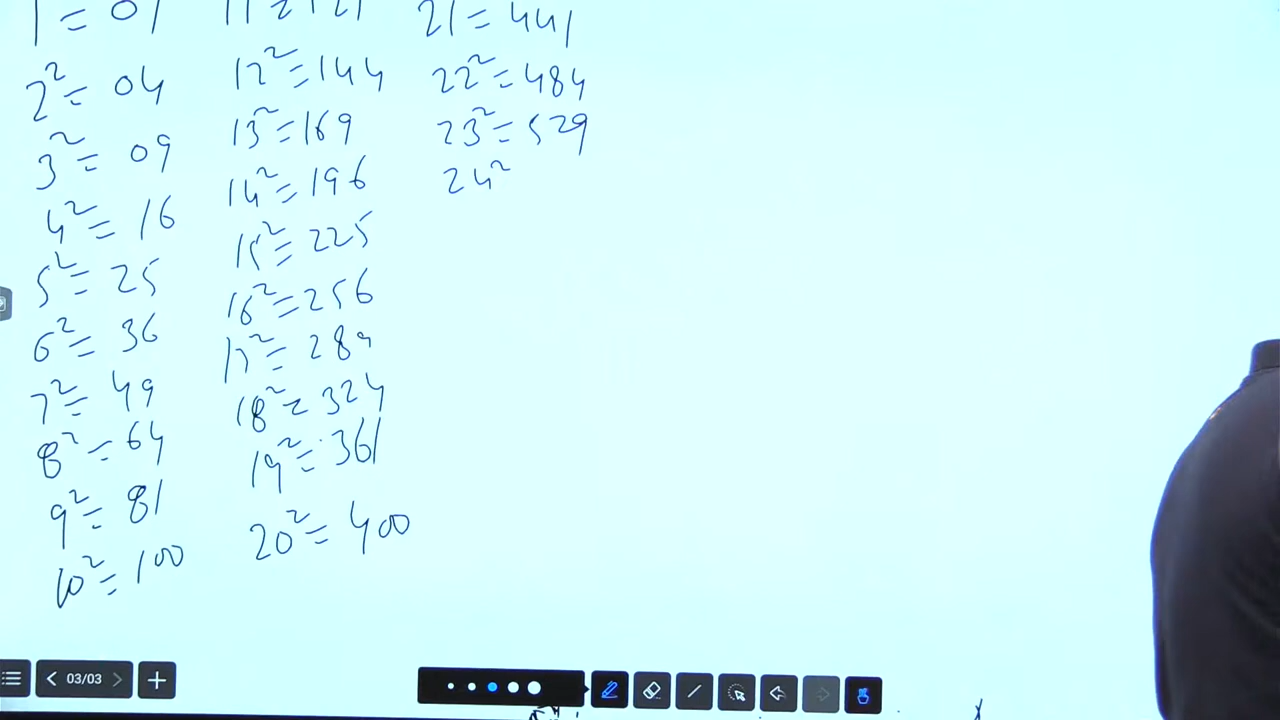 1 = 01
2² = 04
3² = 09
4² = 16
5² = 25
6² = 36
7² = 49
8² = 64
9² = 81
10² = 100
11² = 121
12² = 144
13² = 169
14² = 196
15² = 225
16² = 256
17² = 289
18² = 324
19² = 361
20² = 400
21 = 441
22² = 484
23² = 529
24²
03/03